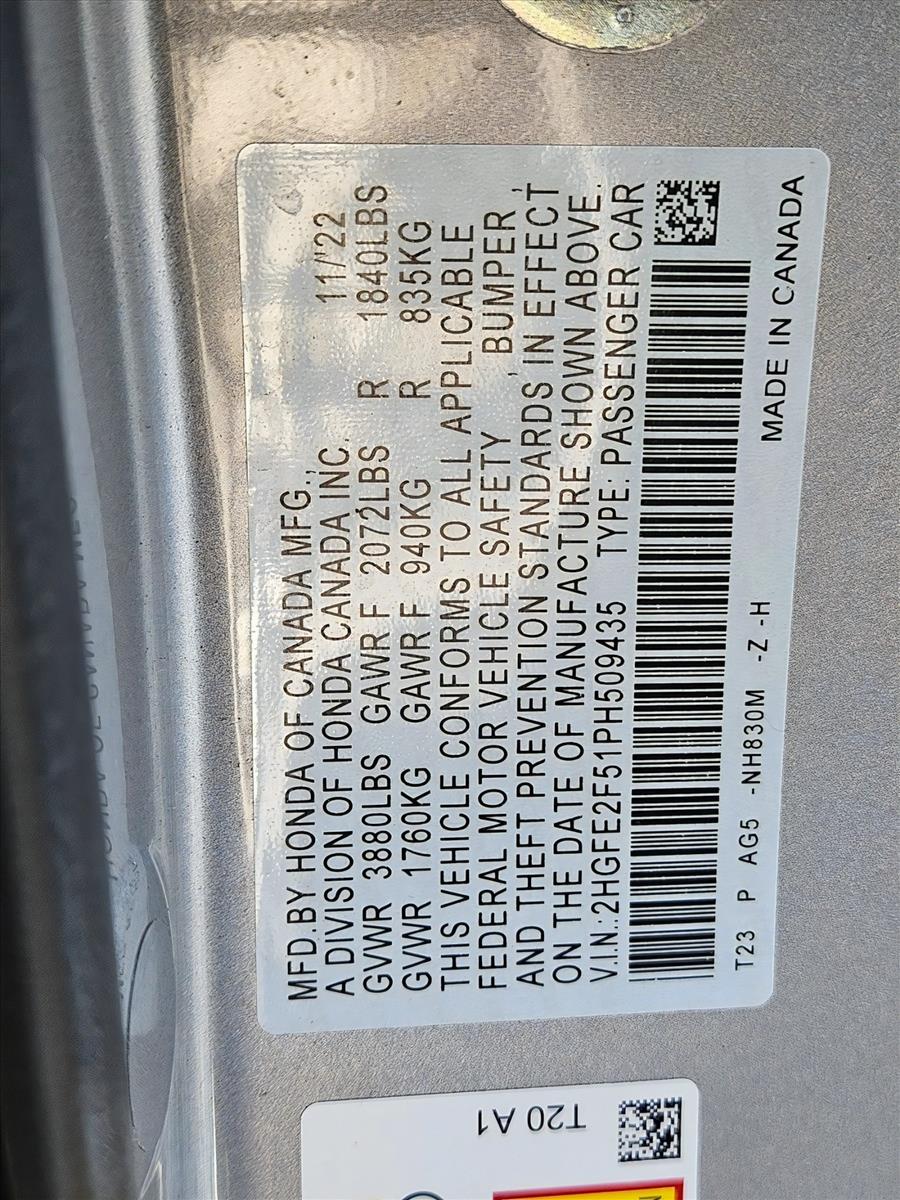 MFD.BY HONDA OF CANADA MFG., 11/'22
A DIVISION OF HONDA CANADA INC.
GVWR 3880LBS GAWR F 2072LBS R 1840LBS
GVWR 1760KG GAWR F 940KG R 835KG
THIS VEHICLE CONFORMS TO ALL APPLICABLE
FEDERAL MOTOR VEHICLE SAFETY , BUMPER ,
AND THEFT PREVENTION STANDARDS IN EFFECT
ON THE DATE OF MANUFACTURE SHOWN ABOVE.
V.I.N.:2HGFE2F51PH509435 TYPE: PASSENGER CAR
T23 P AG5 -NH830M -Z -H
MADE IN CANADA
T20 A1